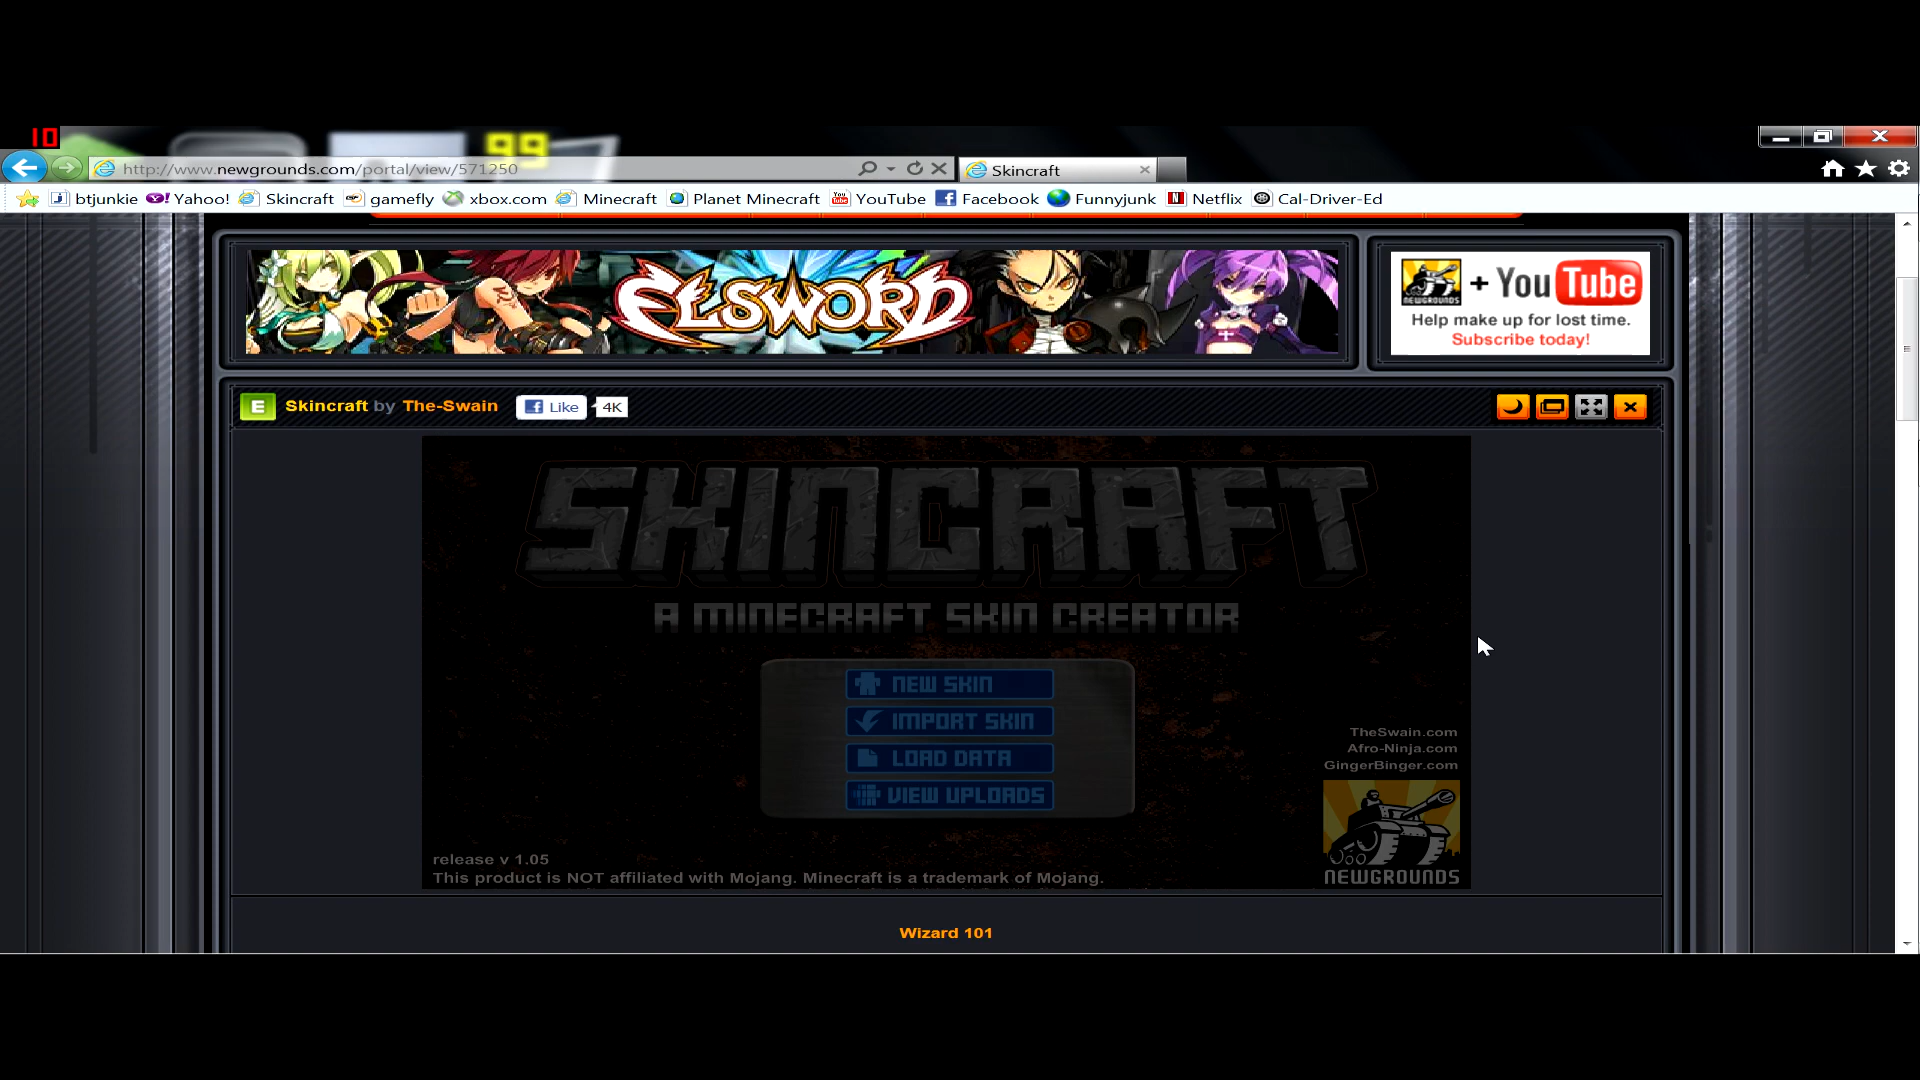 10
99
http://www.newgrounds.com/portal/view/571250
Skincraft
btjunkie Yahoo! Skincraft gamefly xbox.com Minecraft Planet Minecraft YouTube Facebook Funnyjunk Netflix Cal-Driver-Ed
ELSWORD
NEWGROUNDS + YouTube
Help make up for lost time.
Subscribe today!
E Skincraft by The-Swain Like 4K
SKINCRAFT
A MINECRAFT SKIN CREATOR
NEW SKIN
IMPORT SKIN
LOAD DATA
VIEW UPLOADS
TheSwain.com
Afro-Ninja.com
GingerBinger.com
NEWGROUNDS
release v 1.05
This product is NOT affiliated with Mojang. Minecraft is a trademark of Mojang.
Wizard 101